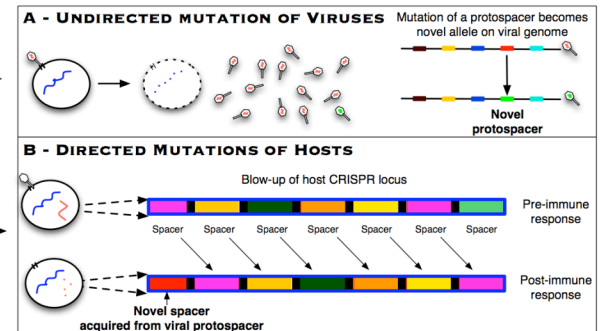 A - Undirected mutation of Viruses
Mutation of a protospacer becomes
novel allele on viral genome
Novel
protospacer
B - Directed Mutations of Hosts
Blow-up of host CRISPR locus
Pre-immune
response
Spacer Spacer Spacer Spacer Spacer Spacer Spacer
Post-immune
response
Novel spacer
acquired from viral protospacer